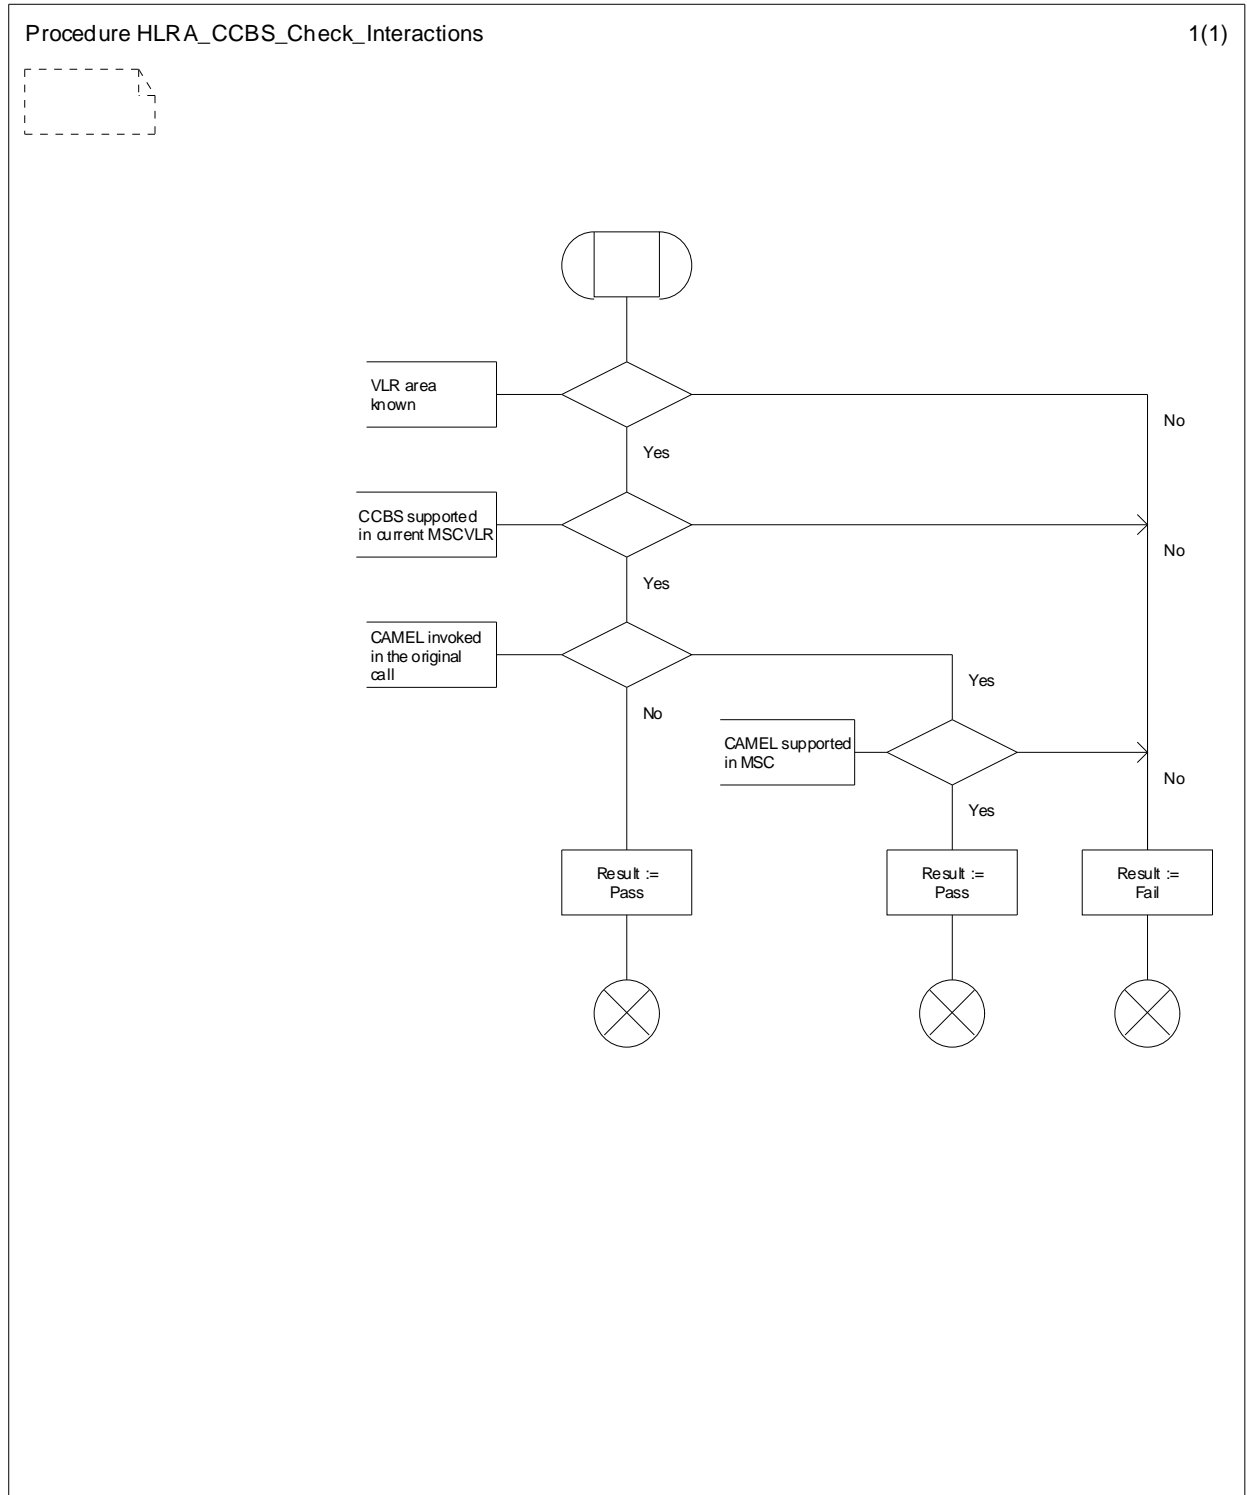 Procedure HLRA_CCBS_Check_Interactions
1(1)
VLR area
known
No
Yes
CCBS supported
in current MSCVLR
No
Yes
CAMEL invoked
in the original
call
Yes
No
CAMEL supported
in MSC
No
Yes
Result :=
Pass
Result :=
Pass
Result :=
Fail